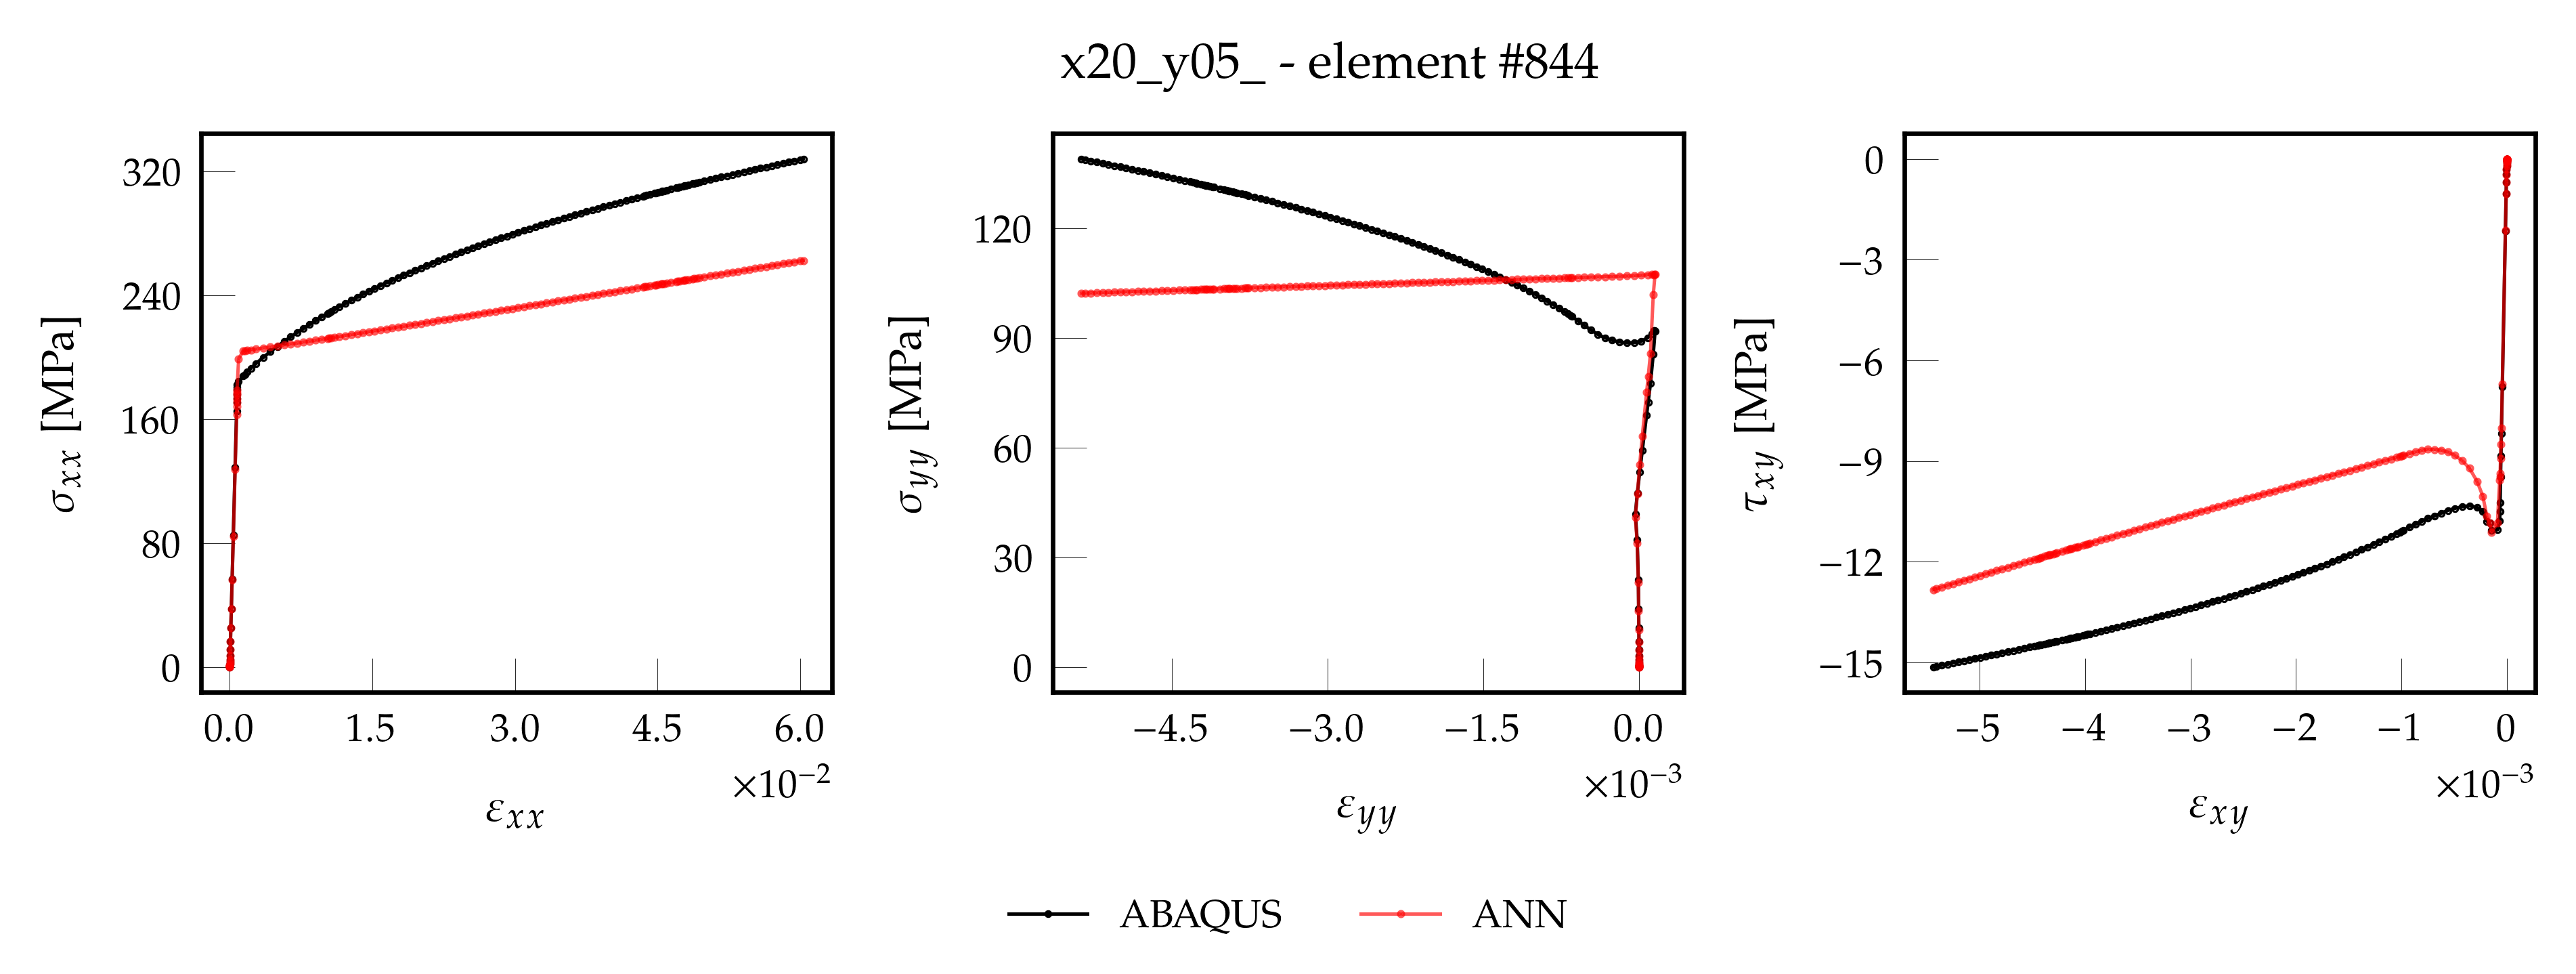 x20_y05_ - element #844
320
240
160
80
0
σxx [MPa]
0.0 1.5 3.0 4.5 6.0
×10−2
εxx
120
90
60
30
0
σyy [MPa]
−4.5 −3.0 −1.5 0.0
×10−3
εyy
0
−3
−6
−9
−12
−15
τxy [MPa]
−5 −4 −3 −2 −1 0
×10−3
εxy
ABAQUS ANN